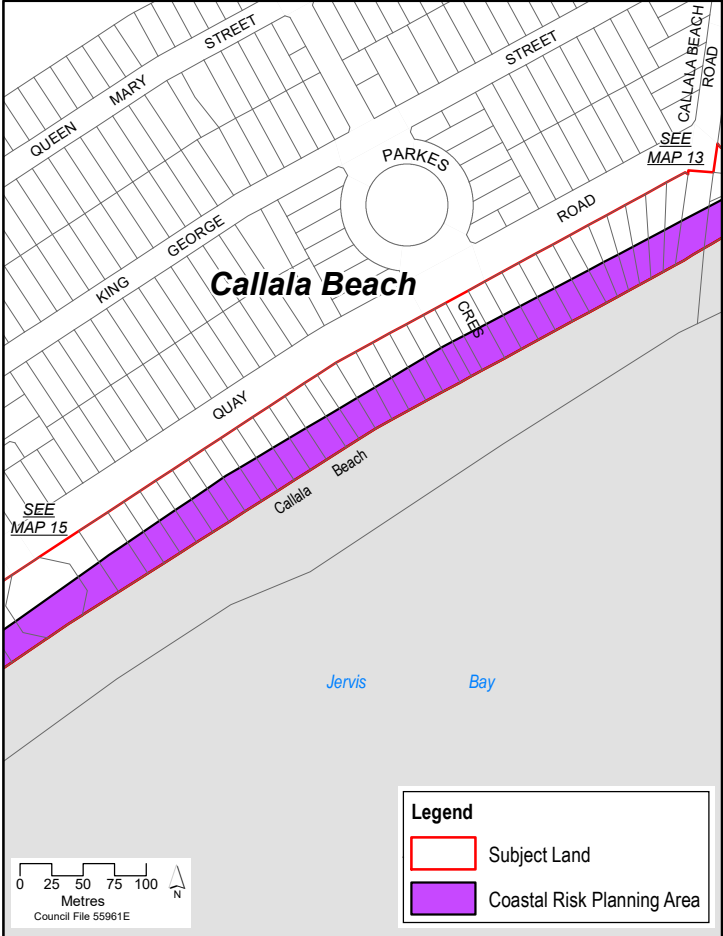 STREET
MARY
QUEEN
STREET
CALLALA BEACH
ROAD
SEE
MAP 13
PARKES
ROAD
GEORGE
KING
Callala Beach
CRES
QUAY
Callala Beach
SEE
MAP 15
Jervis Bay
Legend
Subject Land
Coastal Risk Planning Area
0 25 50 75 100
Metres
Council File 55961E
N